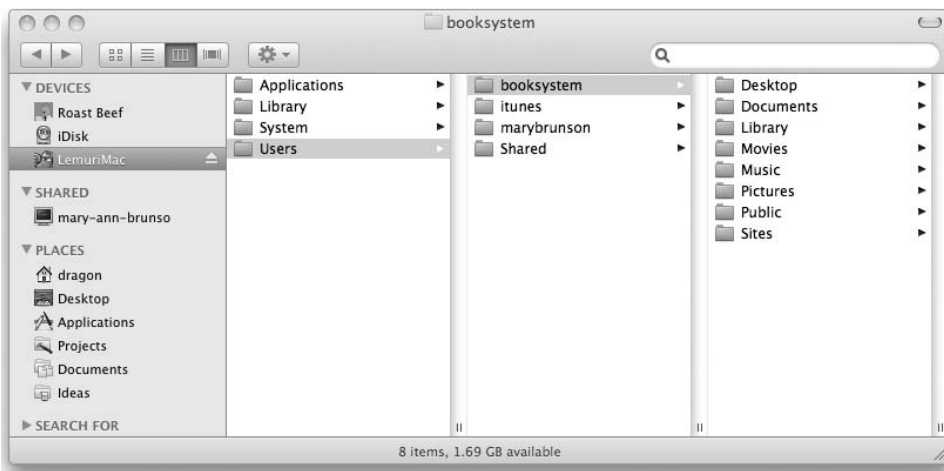 booksystem
DEVICES
Roast Beef
iDisk
LemuriMac
SHARED
mary-ann-brunso
PLACES
dragon
Desktop
Applications
Projects
Documents
Ideas
SEARCH FOR
Applications
Library
System
Users
booksystem
itunes
marybrunson
Shared
Desktop
Documents
Library
Movies
Music
Pictures
Public
Sites
8 items, 1.69 GB available